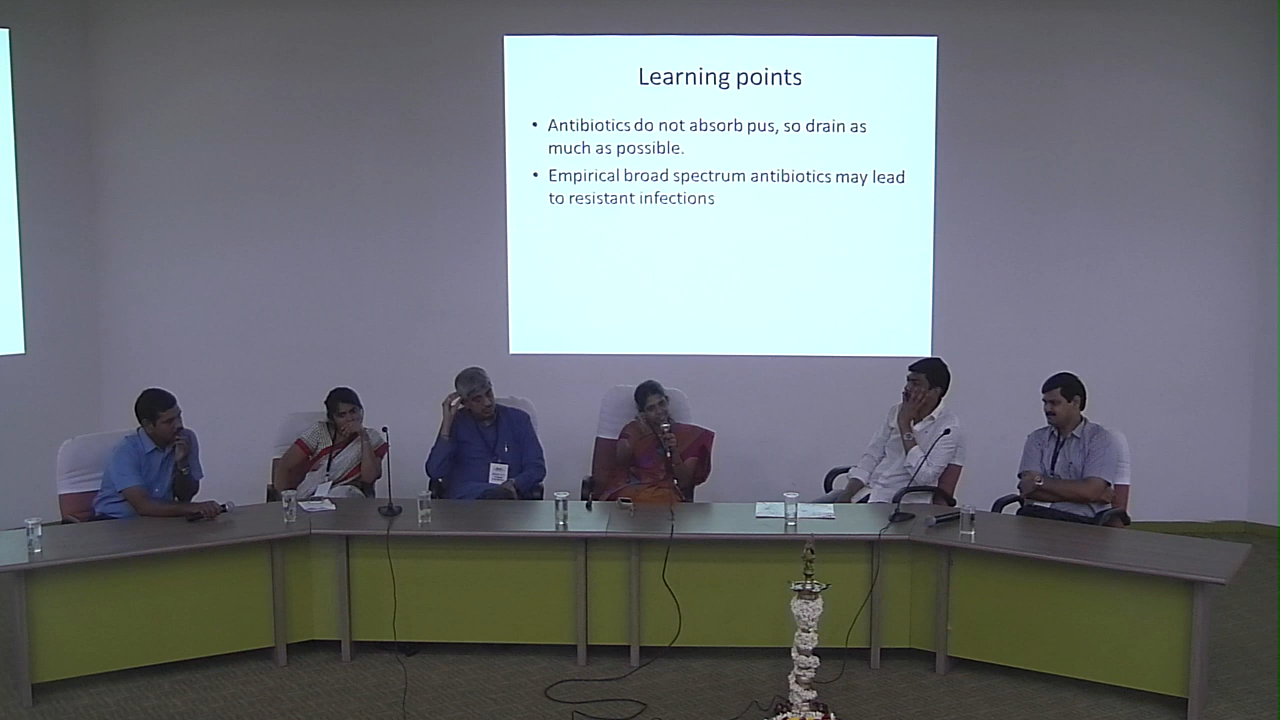 Learning points
• Antibiotics do not absorb pus, so drain as
much as possible.
• Empirical broad spectrum antibiotics may lead
to resistant infections